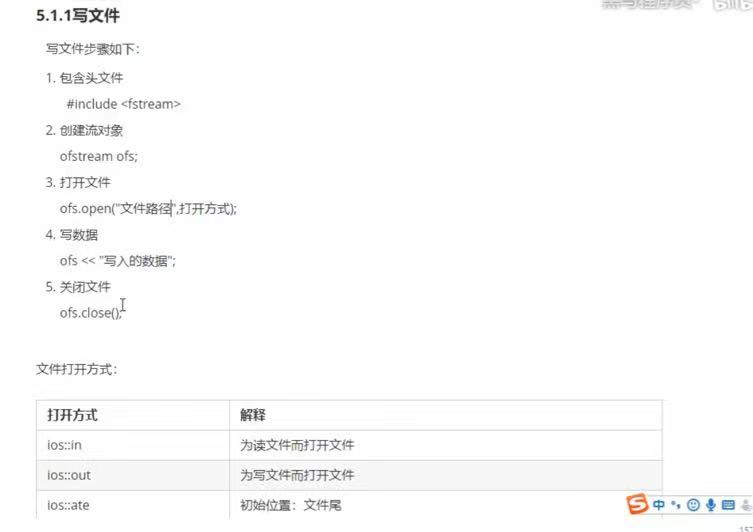 5.1.1写文件
写文件步骤如下：
1. 包含头文件
#include <fstream>
2. 创建流对象
ofstream ofs;
3. 打开文件
ofs.open("文件路径",打开方式);
4. 写数据
ofs << "写入的数据";
5. 关闭文件
ofs.close();
文件打开方式：
打开方式 解释
ios::in 为读文件而打开文件
ios::out 为写文件而打开文件
ios::ate 初始位置：文件尾
中